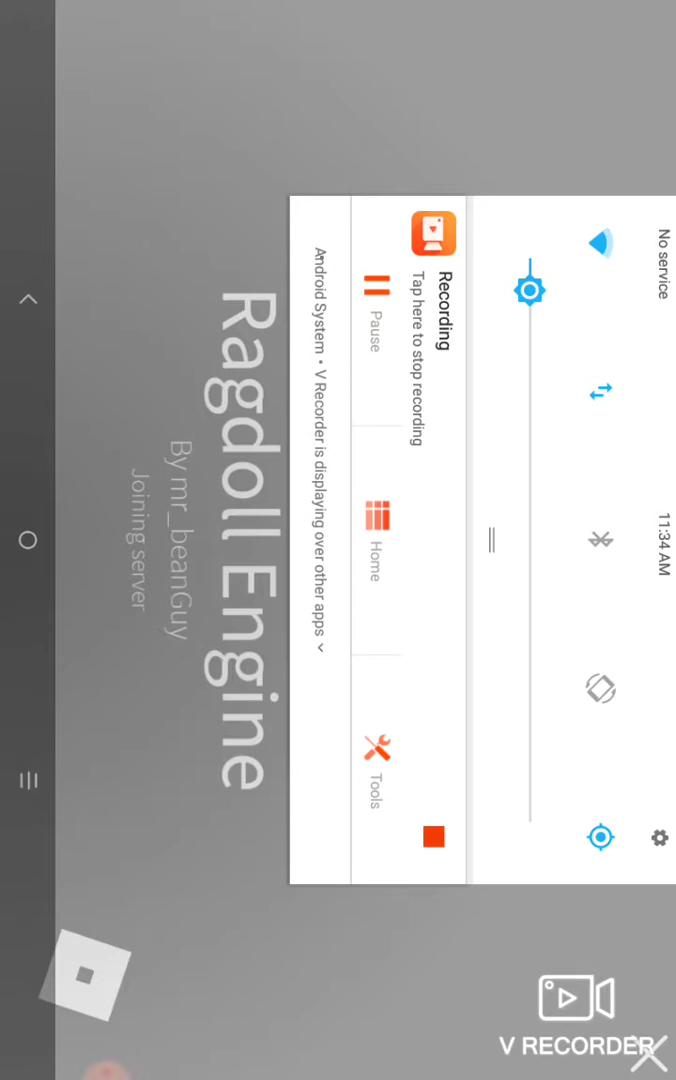 No service
11:34 AM
Recording
Tap here to stop recording
Pause
Home
Tools
Android System • V Recorder is displaying over other apps
Ragdoll Engine
By mr_beanGuy
Joining server
V RECORDER